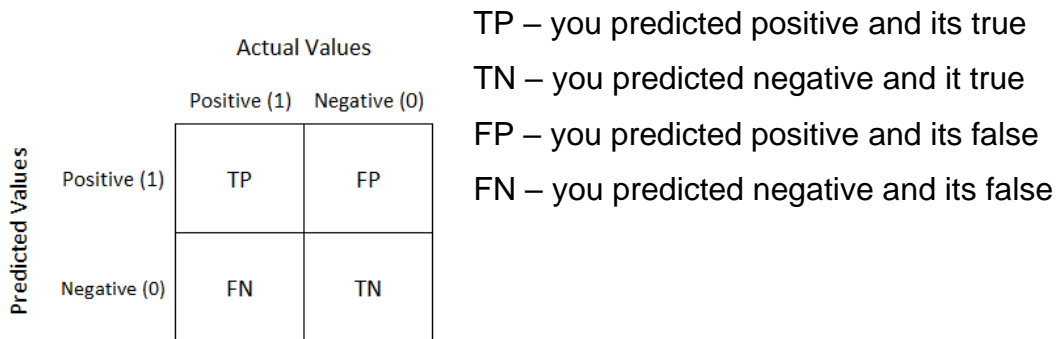 Actual Values
Positive (1) Negative (0)
Predicted Values
Positive (1) TP FP
Negative (0) FN TN
TP – you predicted positive and its true
TN – you predicted negative and it true
FP – you predicted positive and its false
FN – you predicted negative and its false